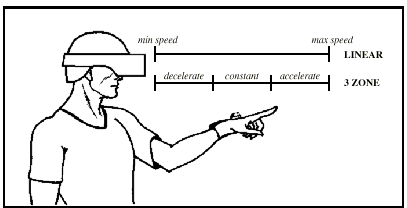 min speed max speed
LINEAR
decelerate constant accelerate
3 ZONE